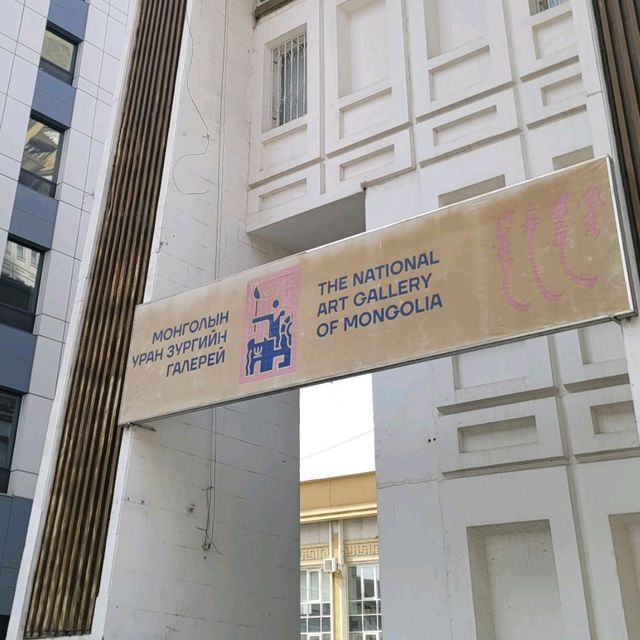 МОНГОЛЫН
УРАН ЗУРГИЙН
ГАЛЕРЕЙ
THE NATIONAL
ART GALLERY
OF MONGOLIA